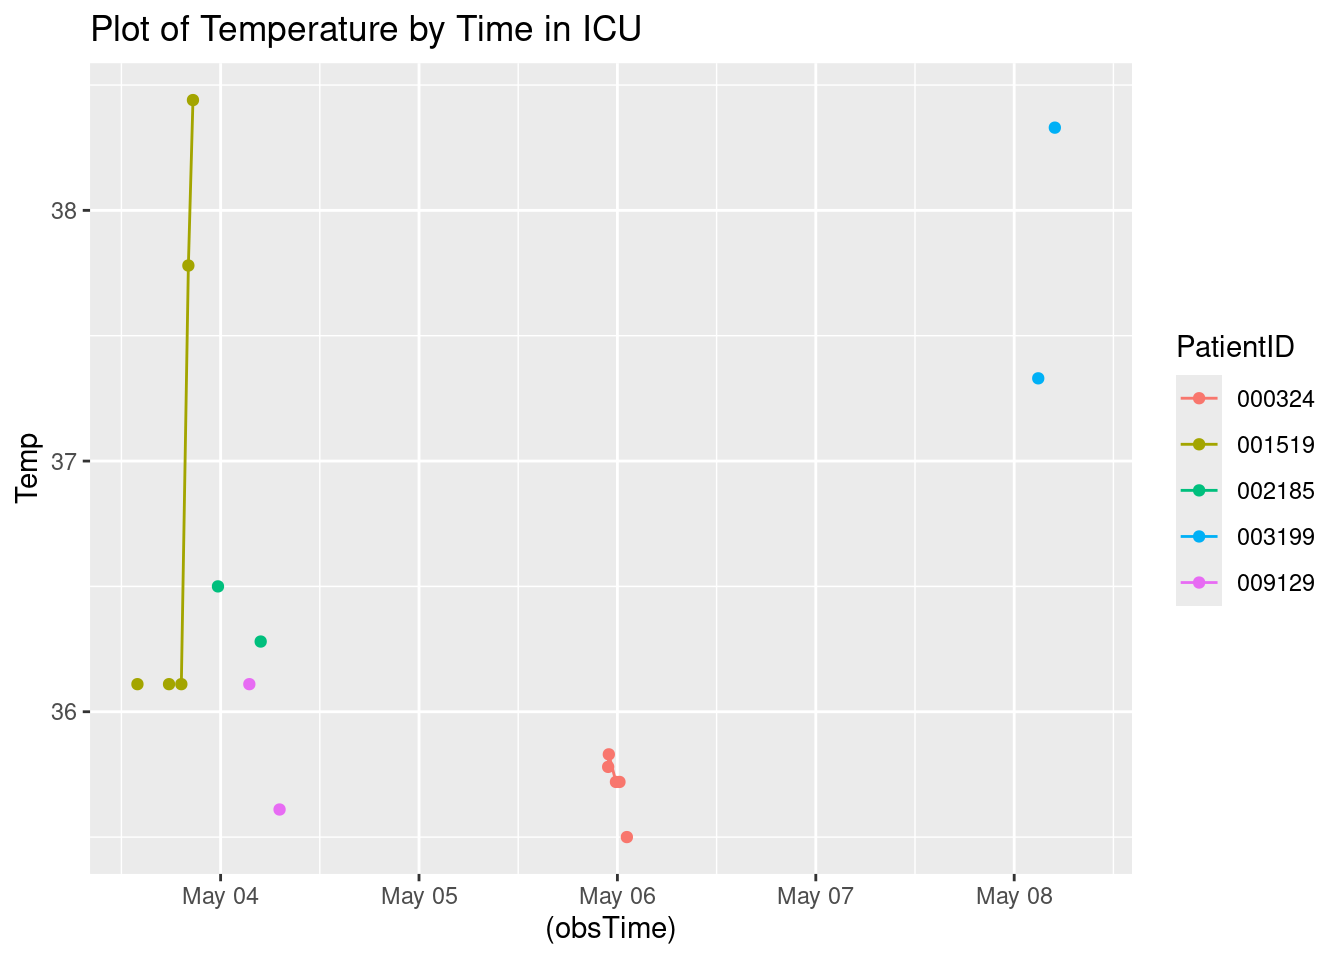 Plot of Temperature by Time in ICU
38
37
36
Temp
May 04
May 05
May 06
May 07
May 08
(obsTime)
PatientID
000324
001519
002185
003199
009129